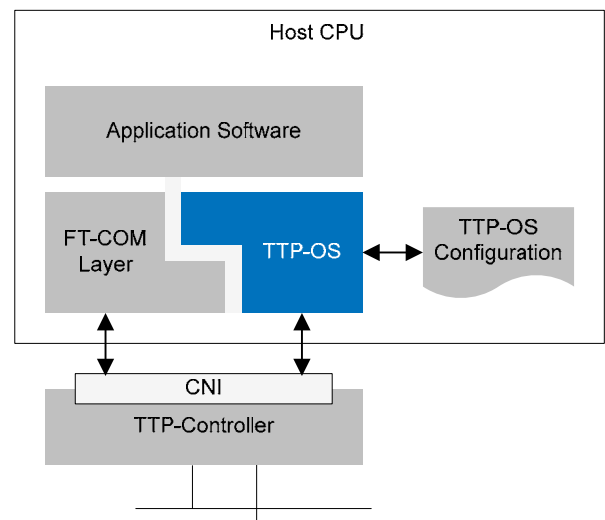 Host CPU
Application Software
FT-COM
Layer
TTP-OS
TTP-OS
Configuration
CNI
TTP-Controller